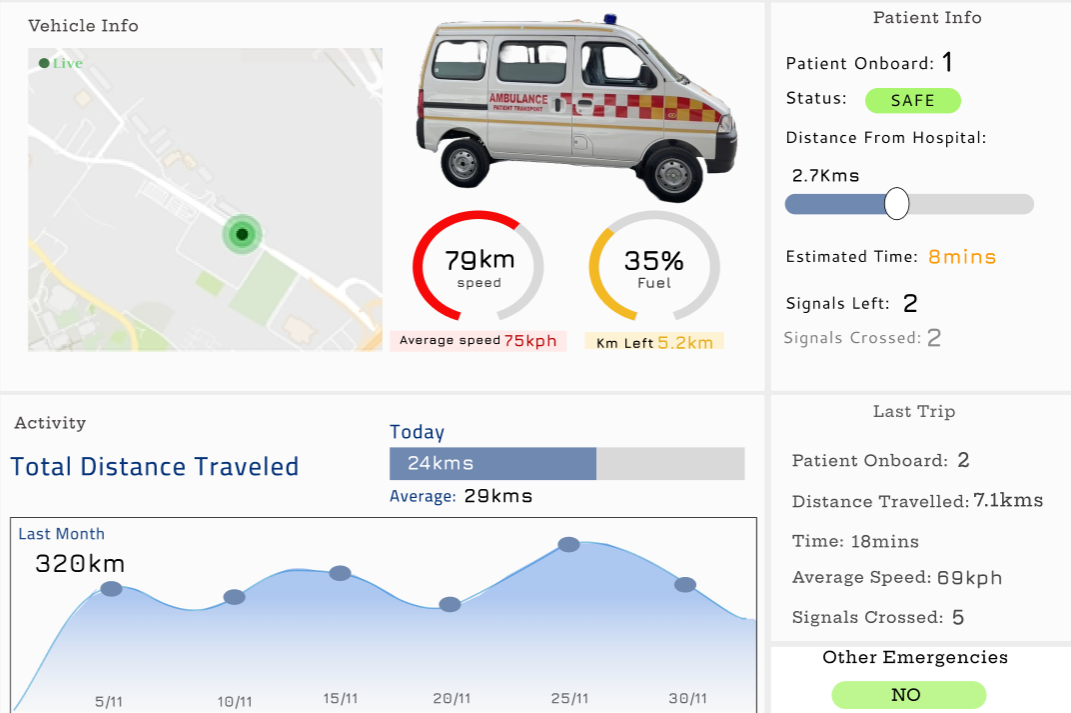 Vehicle Info
Live
AMBULANCE
PATIENT TRANSPORT
79km
speed
Average speed 75kph
35%
Fuel
Km Left 5.2km
Patient Info
Patient Onboard: 1
Status: SAFE
Distance From Hospital:
2.7Kms
Estimated Time: 8mins
Signals Left: 2
Signals Crossed: 2
Activity
Total Distance Traveled
Today
24kms
Average: 29kms
Last Month
320km
5/11 10/11 15/11 20/11 25/11 30/11
Last Trip
Patient Onboard: 2
Distance Travelled: 7.1kms
Time: 18mins
Average Speed: 69kph
Signals Crossed: 5
Other Emergencies
NO